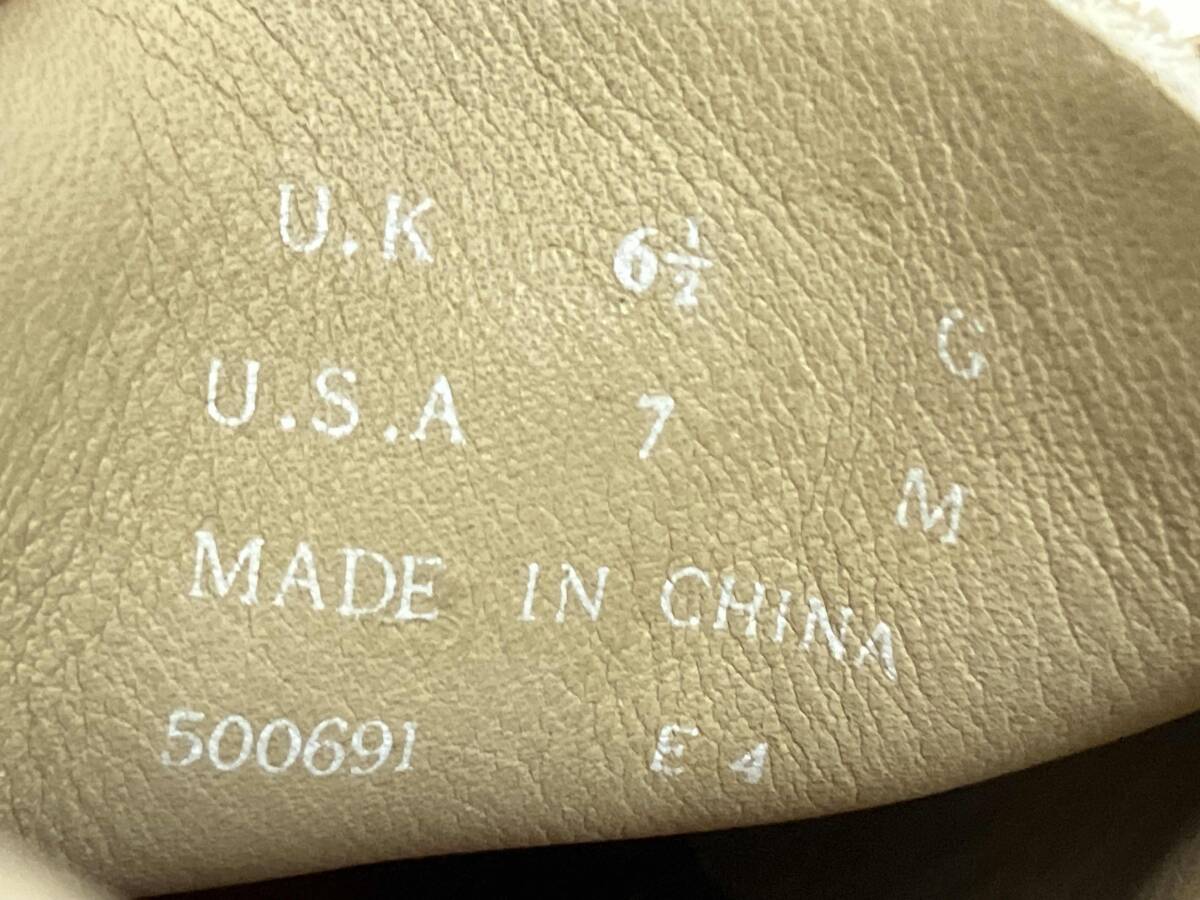 U.K 6½ G
U.S.A 7 M
MADE IN CHINA
500691 E 4